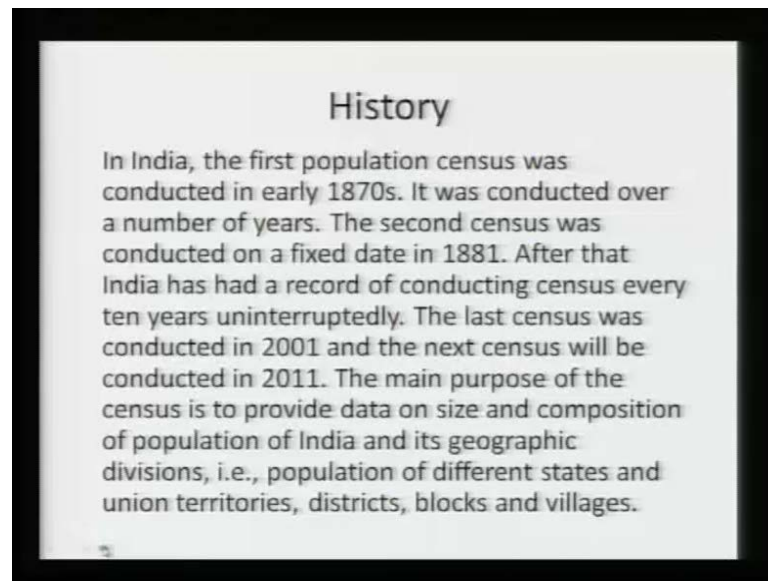 History
In India, the first population census was
conducted in early 1870s. It was conducted over
a number of years. The second census was
conducted on a fixed date in 1881. After that
India has had a record of conducting census every
ten years uninterruptedly. The last census was
conducted in 2001 and the next census will be
conducted in 2011. The main purpose of the
census is to provide data on size and composition
of population of India and its geographic
divisions, i.e., population of different states and
union territories, districts, blocks and villages.